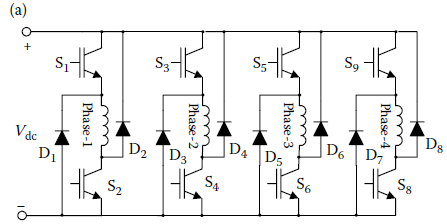 (a)
+
S1 S3 S5 S9
Phase-1 Phase-2 Phase-3 Phase-4
Vdc
D1 D2 D3 D4 D5 D6 D7 D8
S2 S4 S6 S8
−